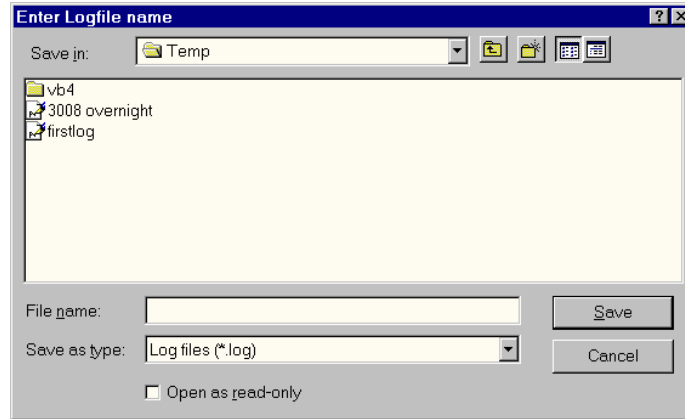 Enter Logfile name
Save in: Temp
vb4
3008 overnight
firstlog
File name: Save
Save as type: Log files (*.log) Cancel
Open as read-only